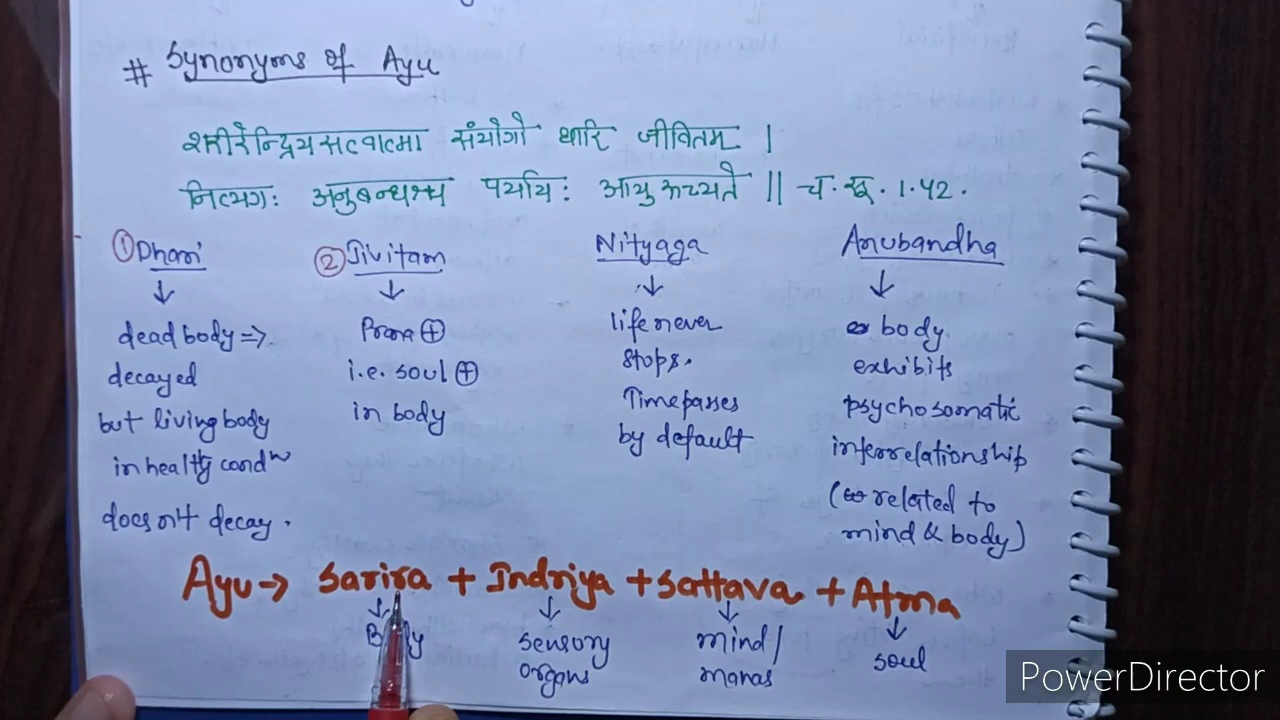 # Synonyms of Ayu
शरीरेन्द्रियसत्वात्मा संयोगो धारि जीवितम् |
नित्यगः अनुबन्धश्च पर्यायैः आयु रुच्यते || च. सू. 1.42.
① Dhari
↓
dead body =>
decayed
but living body
in healty condn
doesn't decay.
② Jivitam
↓
Prana ⊕
i.e. soul ⊕
in body
Nityaga
↓
life never
stops.
Time passes
by default
Anubandha
↓
body
exhibits
psychosomatic
interrelationship
(related to
mind & body)
Ayu → Sarira + Indriya + Sattava + Atma
↓ ↓ ↓ ↓
Body
sensory
organs
mind/
manas
soul
PowerDirector